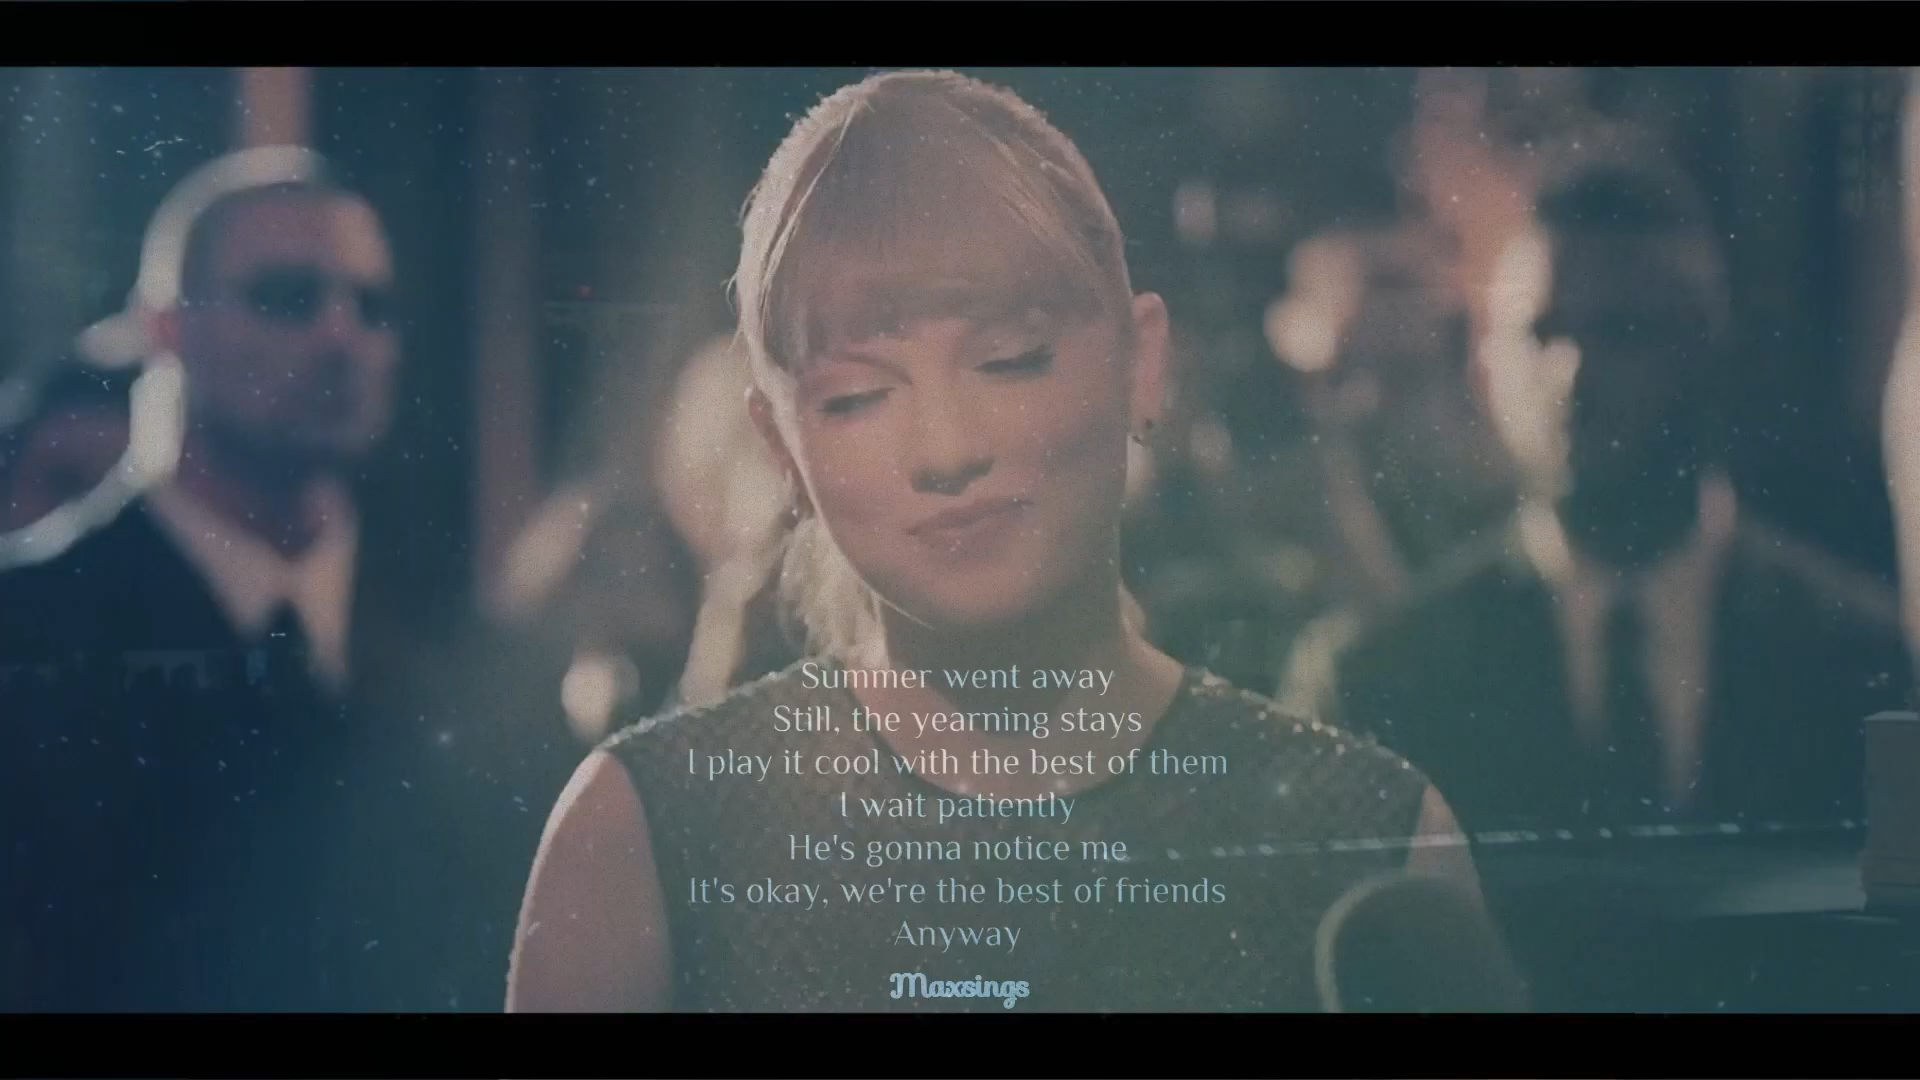 Summer went away
Still, the yearning stays
I play it cool with the best of them
I wait patiently
He's gonna notice me
It's okay, we're the best of friends
Anyway
Maxsings